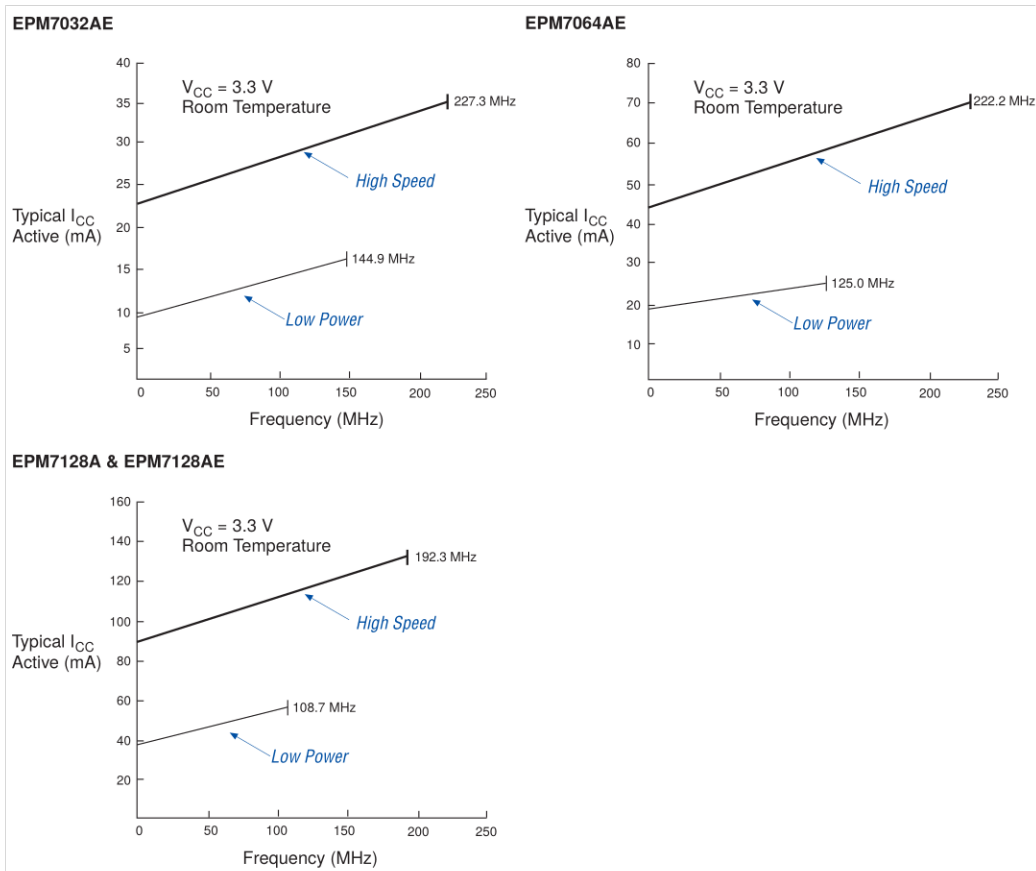 EPM7032AE
40
35
30
25
20
15
10
5
V_CC = 3.3 V
Room Temperature
227.3 MHz
High Speed
Typical I_CC
Active (mA)
144.9 MHz
Low Power
0 50 100 150 200 250
Frequency (MHz)
EPM7064AE
80
70
60
50
40
30
20
10
V_CC = 3.3 V
Room Temperature
222.2 MHz
High Speed
Typical I_CC
Active (mA)
125.0 MHz
Low Power
0 50 100 150 200 250
Frequency (MHz)
EPM7128A & EPM7128AE
160
140
120
100
80
60
40
20
V_CC = 3.3 V
Room Temperature
192.3 MHz
High Speed
Typical I_CC
Active (mA)
108.7 MHz
Low Power
0 50 100 150 200 250
Frequency (MHz)